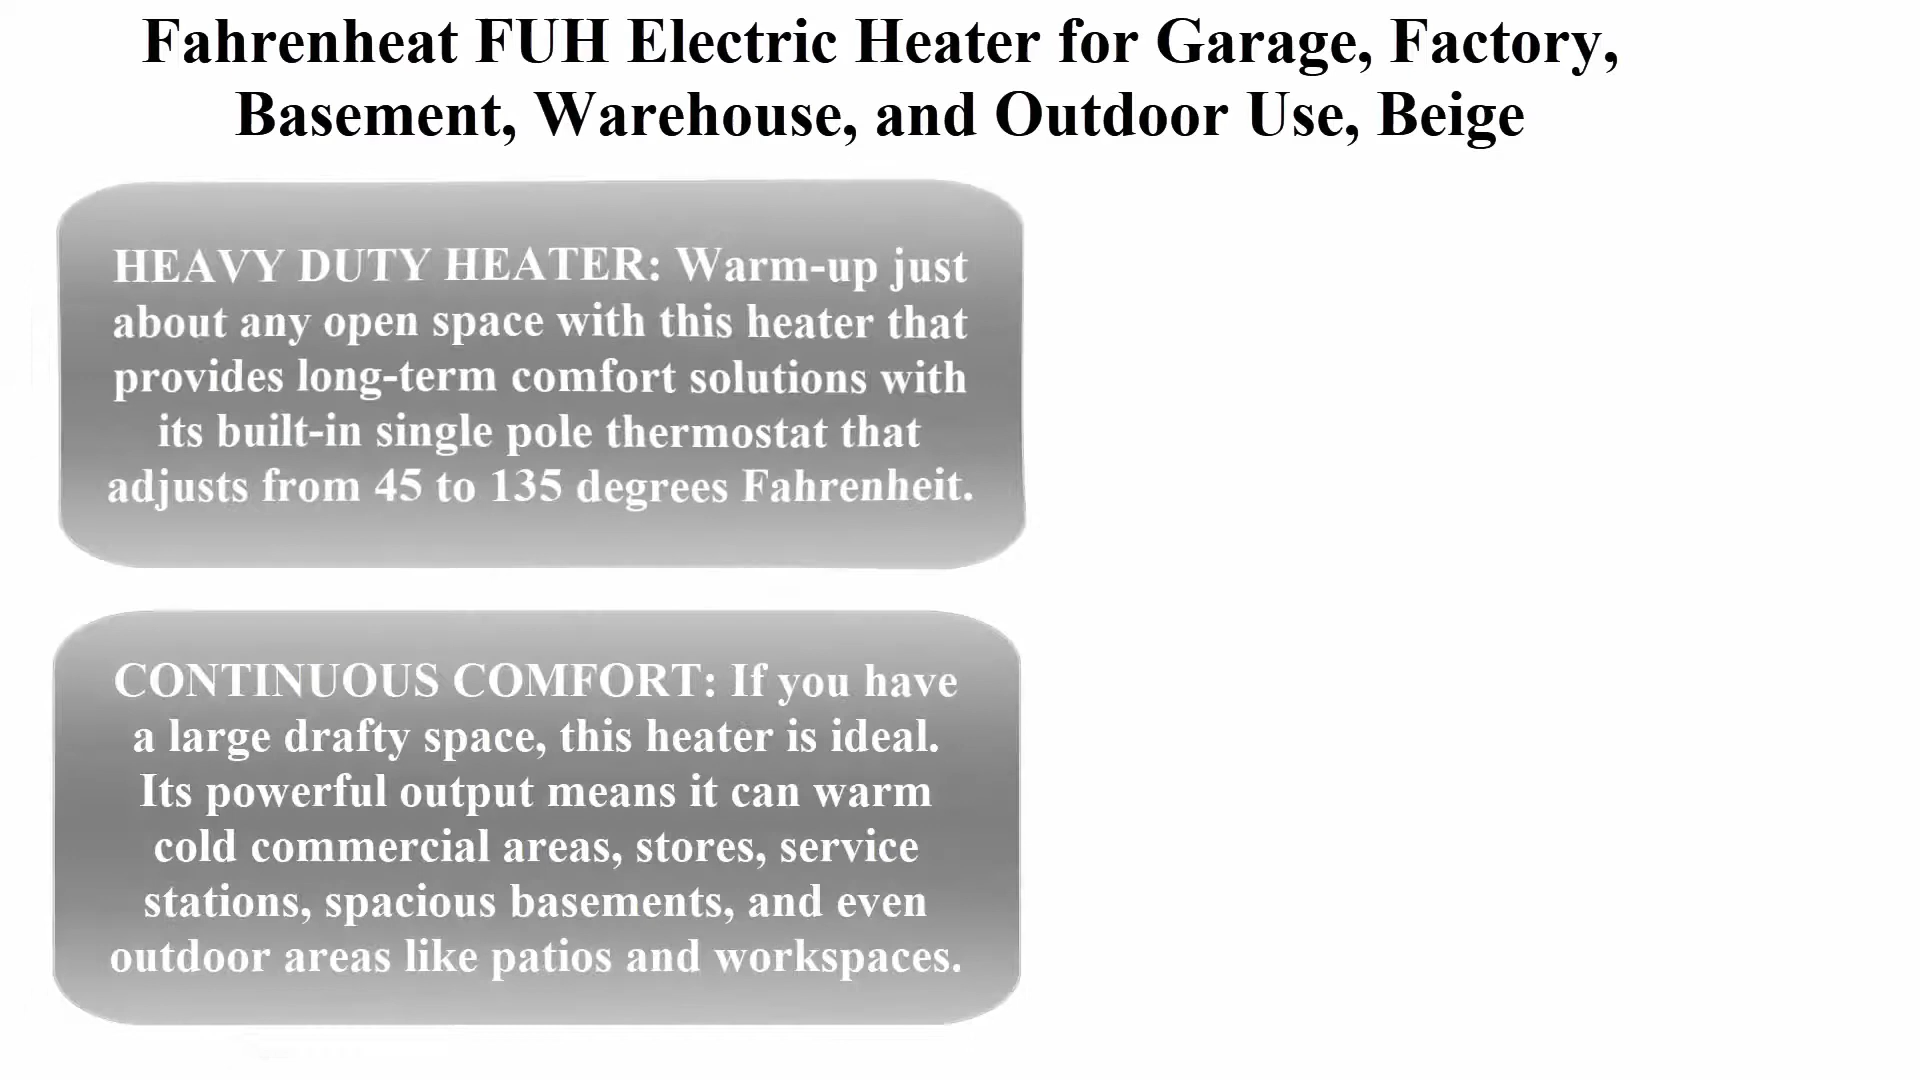 Fahrenheat FUH Electric Heater for Garage, Factory,
Basement, Warehouse, and Outdoor Use, Beige
HEAVY DUTY HEATER: Warm-up just
about any open space with this heater that
provides long-term comfort solutions with
its built-in single pole thermostat that
adjusts from 45 to 135 degrees Fahrenheit.
CONTINUOUS COMFORT: If you have
a large drafty space, this heater is ideal.
Its powerful output means it can warm
cold commercial areas, stores, service
stations, spacious basements, and even
outdoor areas like patios and workspaces.